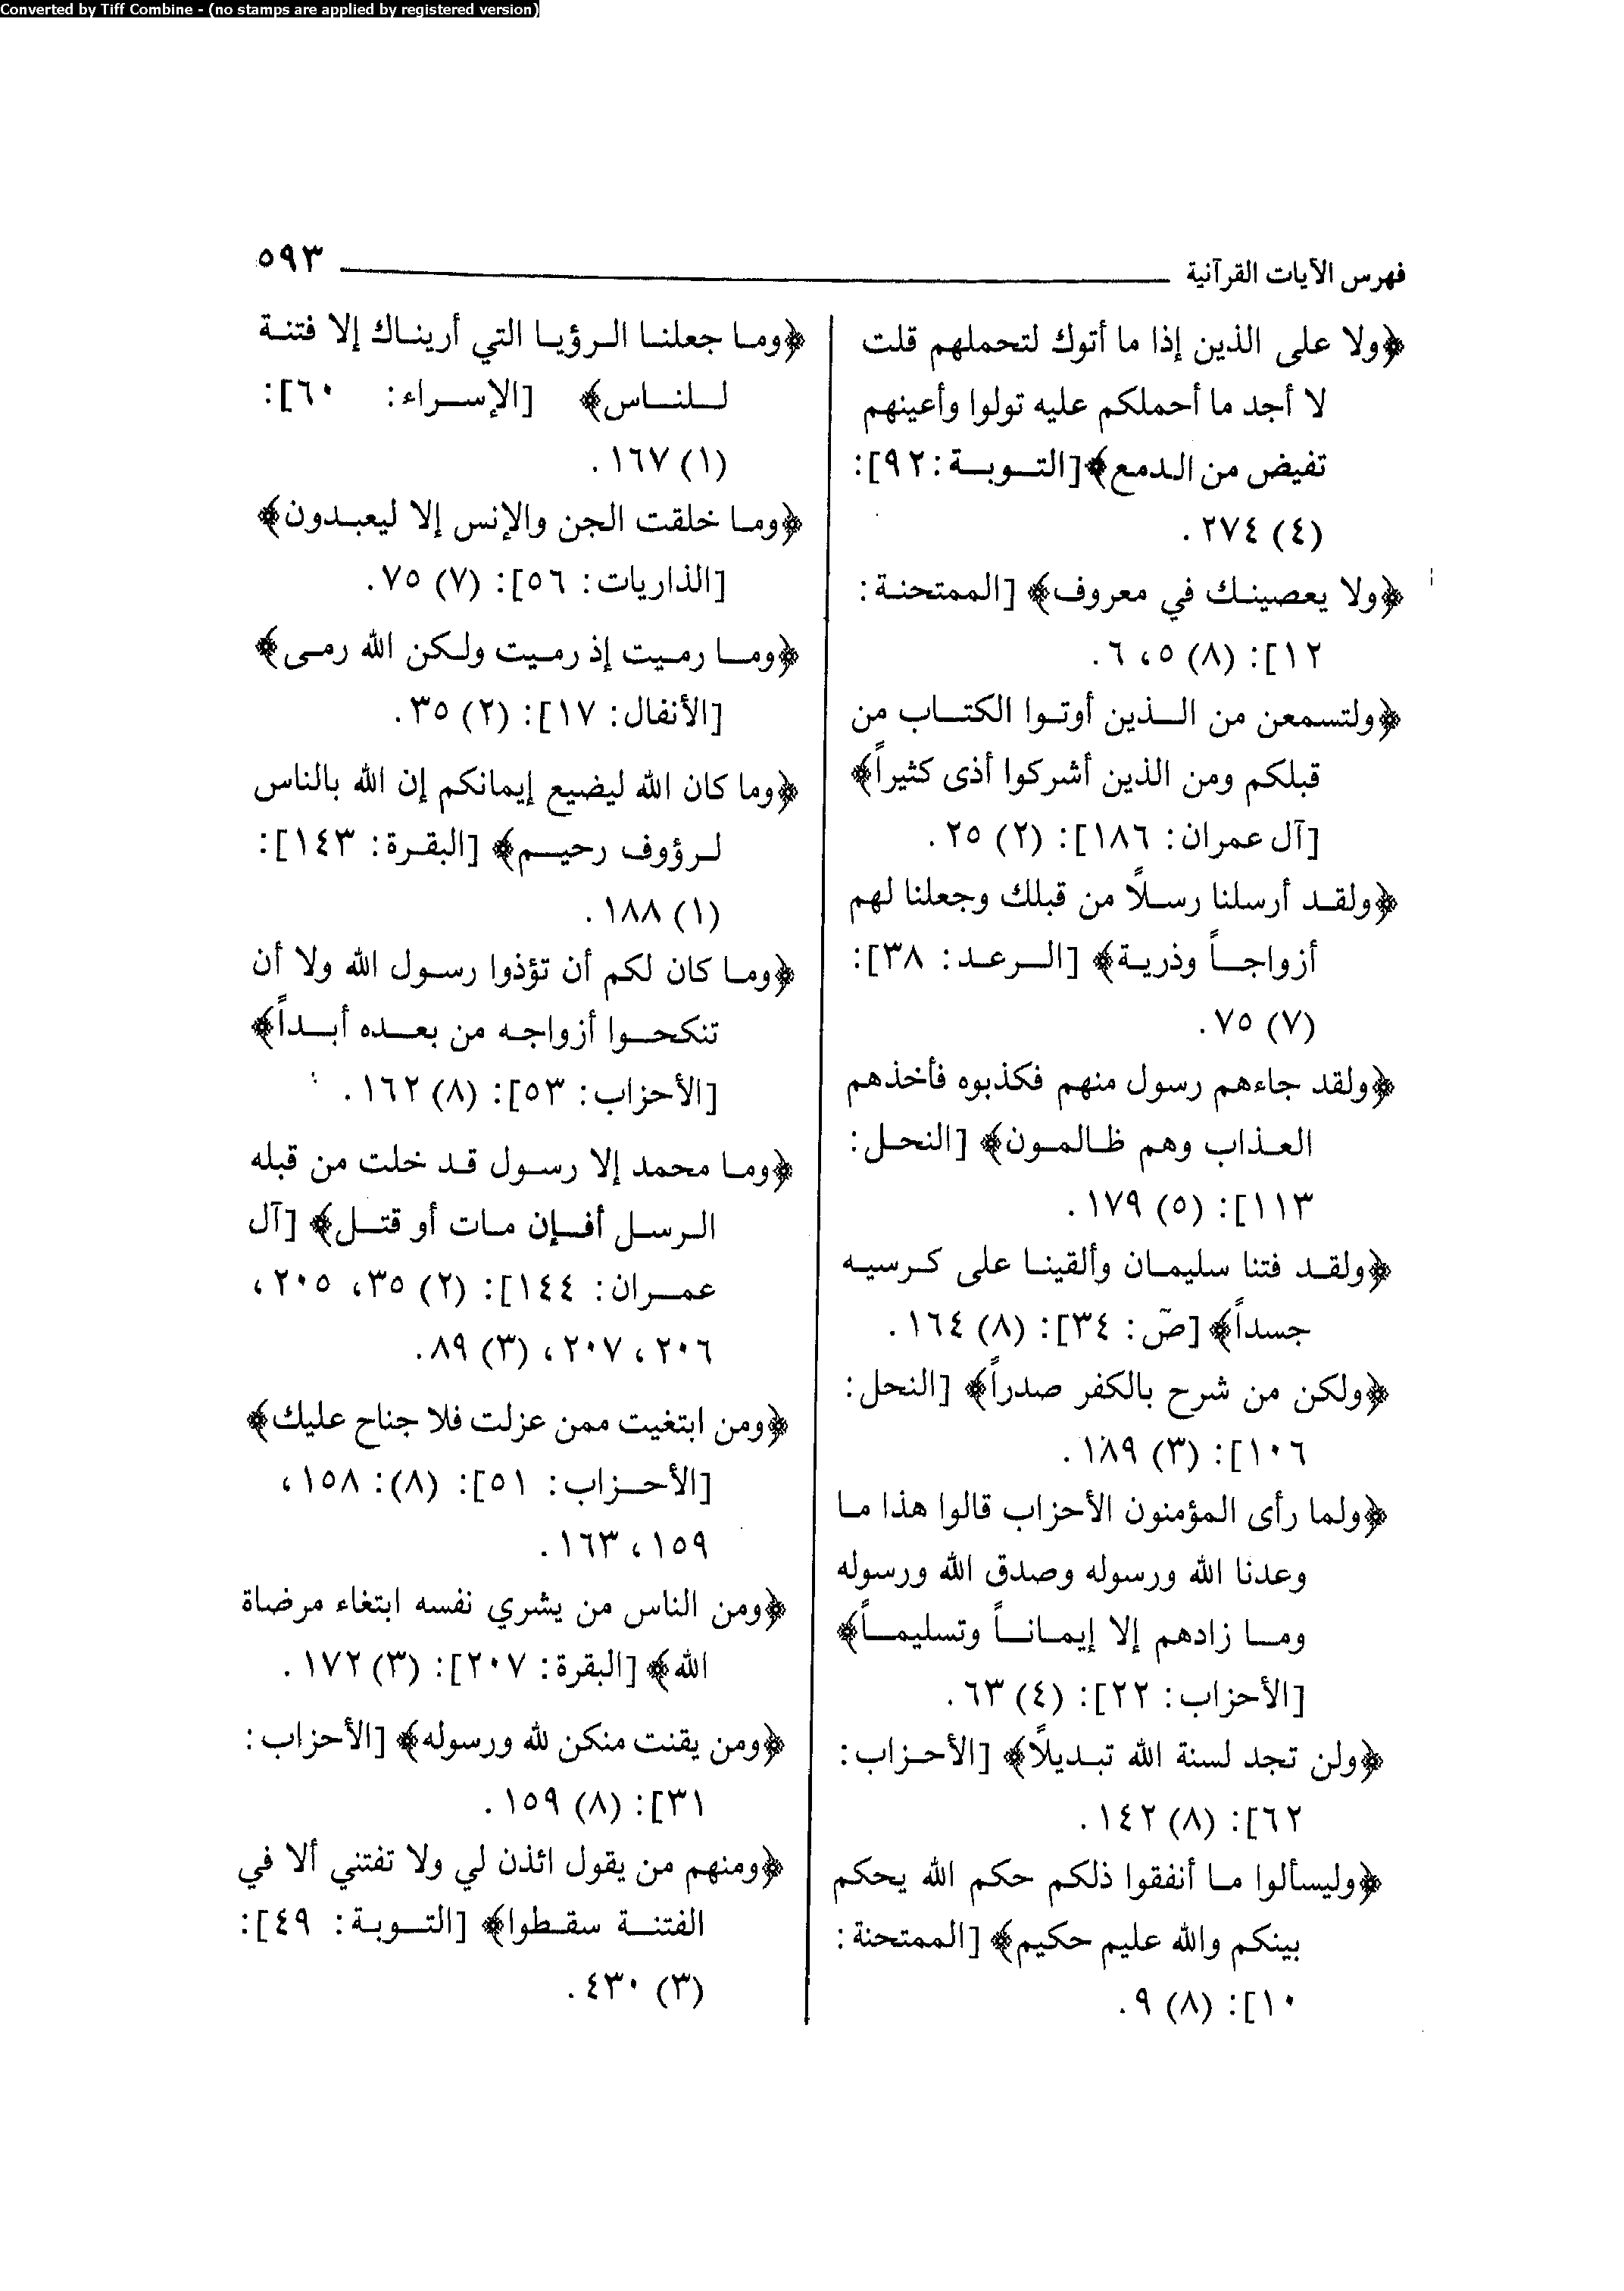 Converted by Tiff Combine - (no stamps are applied by registered version)
فهرس الآيات القرآنية ٥٩٣
﴿ولا على الذين إذا ما أتوك لتحملهم قلت
لا أجد ما أحملكم عليه تولوا وأعينهم
تفيض من الدمع﴾ [التوبة: ٩٢]:
(٤) ٢٧٤.
﴿ولا يعصينك في معروف﴾ [الممتحنة:
١٢]: (٨) ٥، ٦.
﴿ولتسمعن من الذين أوتوا الكتاب من
قبلكم ومن الذين أشركوا أذى كثيراً﴾
[آل عمران: ١٨٦]: (٢) ٢٥.
﴿ولقد أرسلنا رسلاً من قبلك وجعلنا لهم
أزواجاً وذرية﴾ [الرعد: ٣٨]:
(٧) ٧٥.
﴿ولقد جاءهم رسول منهم فكذبوه فأخذهم
العذاب وهم ظالمون﴾ [النحل:
١١٣]: (٥) ١٧٩.
﴿ولقد فتنا سليمان وألقينا على كرسيه
جسداً﴾ [صّ: ٣٤]: (٨) ١٦٤.
﴿ولكن من شرح بالكفر صدراً﴾ [النحل:
١٠٦]: (٣) ١٨٩.
﴿ولما رأى المؤمنون الأحزاب قالوا هذا ما
وعدنا الله ورسوله وصدق الله ورسوله
وما زادهم إلا إيماناً وتسليماً﴾
[الأحزاب: ٢٢]: (٤) ٦٣.
﴿ولن تجد لسنة الله تبديلاً﴾ [الأحزاب:
٦٢]: (٨) ١٤٢.
﴿وليسألوا ما أنفقوا ذلكم حكم الله يحكم
بينكم والله عليم حكيم﴾ [الممتحنة:
١٠]: (٨) ٩.
﴿وما جعلنا الرؤيا التي أريناك إلا فتنة
للناس﴾ [الإسراء: ٦٠]:
(١) ١٦٧.
﴿وما خلقت الجن والإنس إلا ليعبدون﴾
[الذاريات: ٥٦]: (٧) ٧٥.
﴿وما رميت إذ رميت ولكن الله رمى﴾
[الأنفال: ١٧]: (٢) ٣٥.
﴿وما كان الله ليضيع إيمانكم إن الله بالناس
لرؤوف رحيم﴾ [البقرة: ١٤٣]:
(١) ١٨٨.
﴿وما كان لكم أن تؤذوا رسول الله ولا أن
تنكحوا أزواجه من بعده أبداً﴾
[الأحزاب: ٥٣]: (٨) ١٦٢.
﴿وما محمد إلا رسول قد خلت من قبله
الرسل أفإن مات أو قتل﴾ [آل
عمران: ١٤٤]: (٢) ٣٥، ٢٠٥،
٢٠٦، ٢٠٧، (٣) ٨٩.
﴿ومن ابتغيت ممن عزلت فلا جناح عليك﴾
[الأحزاب: ٥١]: (٨): ١٥٨،
١٥٩، ١٦٣.
﴿ومن الناس من يشري نفسه ابتغاء مرضاة
الله﴾ [البقرة: ٢٠٧]: (٣) ١٧٢.
﴿ومن يقنت منكن لله ورسوله﴾ [الأحزاب:
٣١]: (٨) ١٥٩.
﴿ومنهم من يقول ائذن لي ولا تفتني ألا في
الفتنة سقطوا﴾ [التوبة: ٤٩]:
(٣) ٤٣٠.